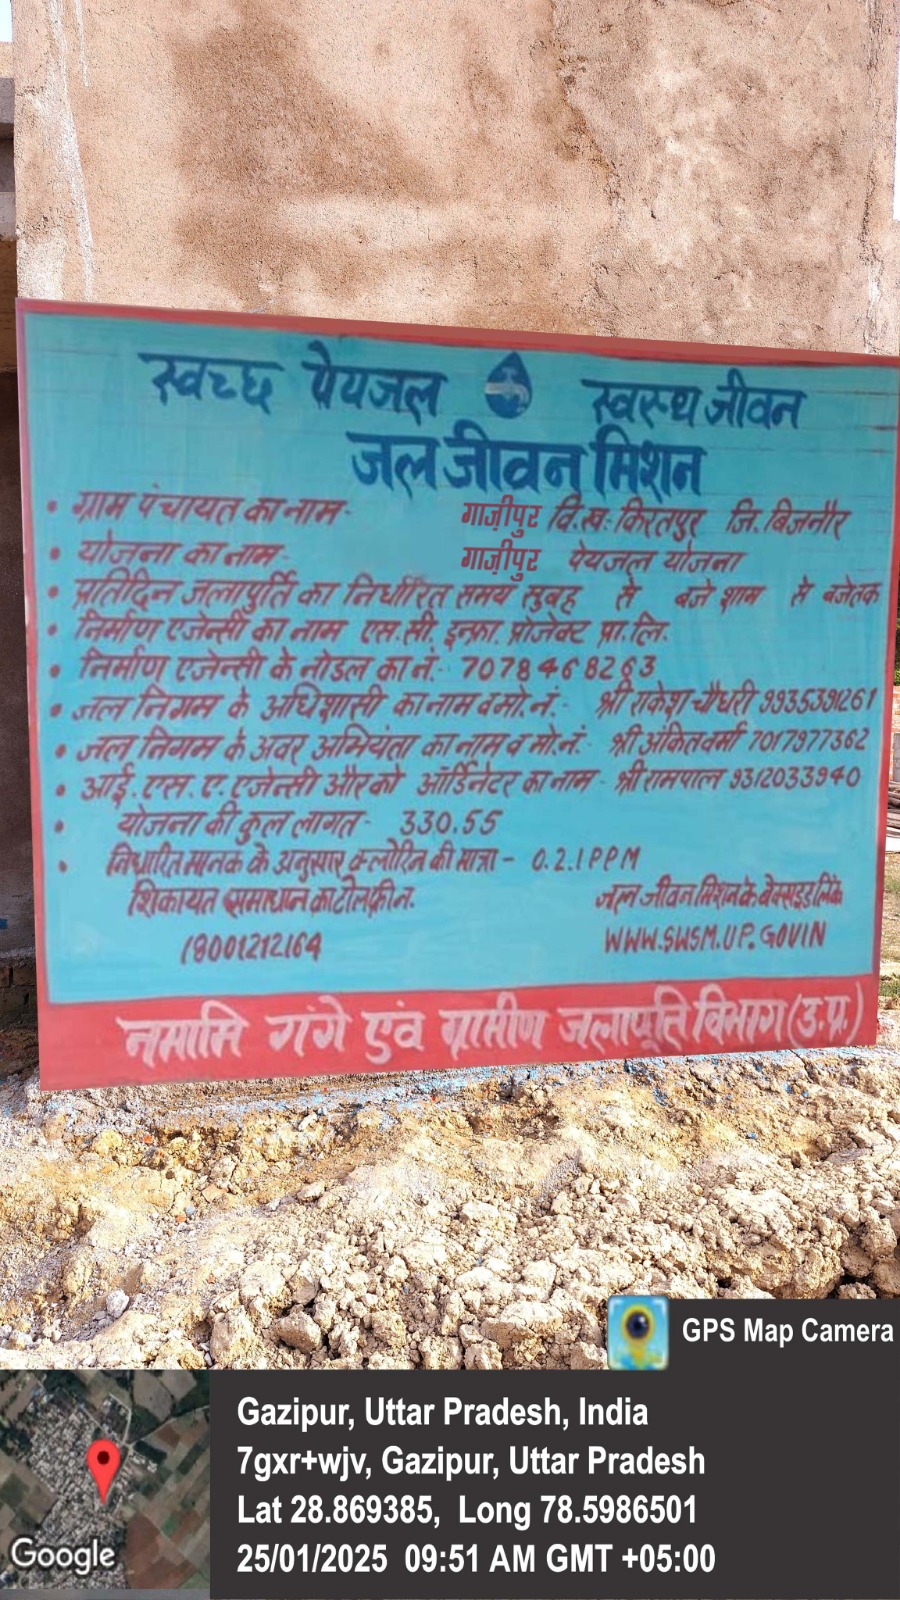 स्वच्छ पेयजल स्वस्थ जीवन
जल जीवन मिशन
• ग्राम पंचायत का नाम- गाज़ीपुर वि.ख. किरतपुर जि. बिजनौर
• योजना का नाम- गाज़ीपुर पेयजल योजना
• प्रतिदिन जलापुर्ति का निर्धारित समय सुबह से बजे शाम से बजेतक
• निर्माण एजेन्सी का नाम एस.सी. इन्फ्रा. प्रोजेक्ट प्रा.लि.
• निर्माण एजेन्सी के नोडल का नं.- 7078468263
• जल निगम के अधिशासी का नाम व मो.नं.- श्री राकेश चौधरी 9935391261
• जल निगम के अवर अभियंता का नाम व मो.नं.- श्री अंकित वर्मा 7017977362
• आई.एस.ए. एजेन्सी और को ऑर्डिनेटर का नाम- श्री रामपाल 9312033940
• योजना की कुल लागत- 330.55
• विधारित मानक के अनुसार क्लोरिन की मात्रा- 0.2.1 PPM
शिकायत समाधान का टोल फ्री न. जल जीवन मिशन के वेबसाइड लिंक
18001212164 WWW.SWSM.UP.GOVIN
नमामि गंगे एवं ग्रामीण जलापूर्ति विभाग (उ.प्र.)
GPS Map Camera
Gazipur, Uttar Pradesh, India
7gxr+wjv, Gazipur, Uttar Pradesh
Lat 28.869385, Long 78.5986501
25/01/2025 09:51 AM GMT +05:00
Google